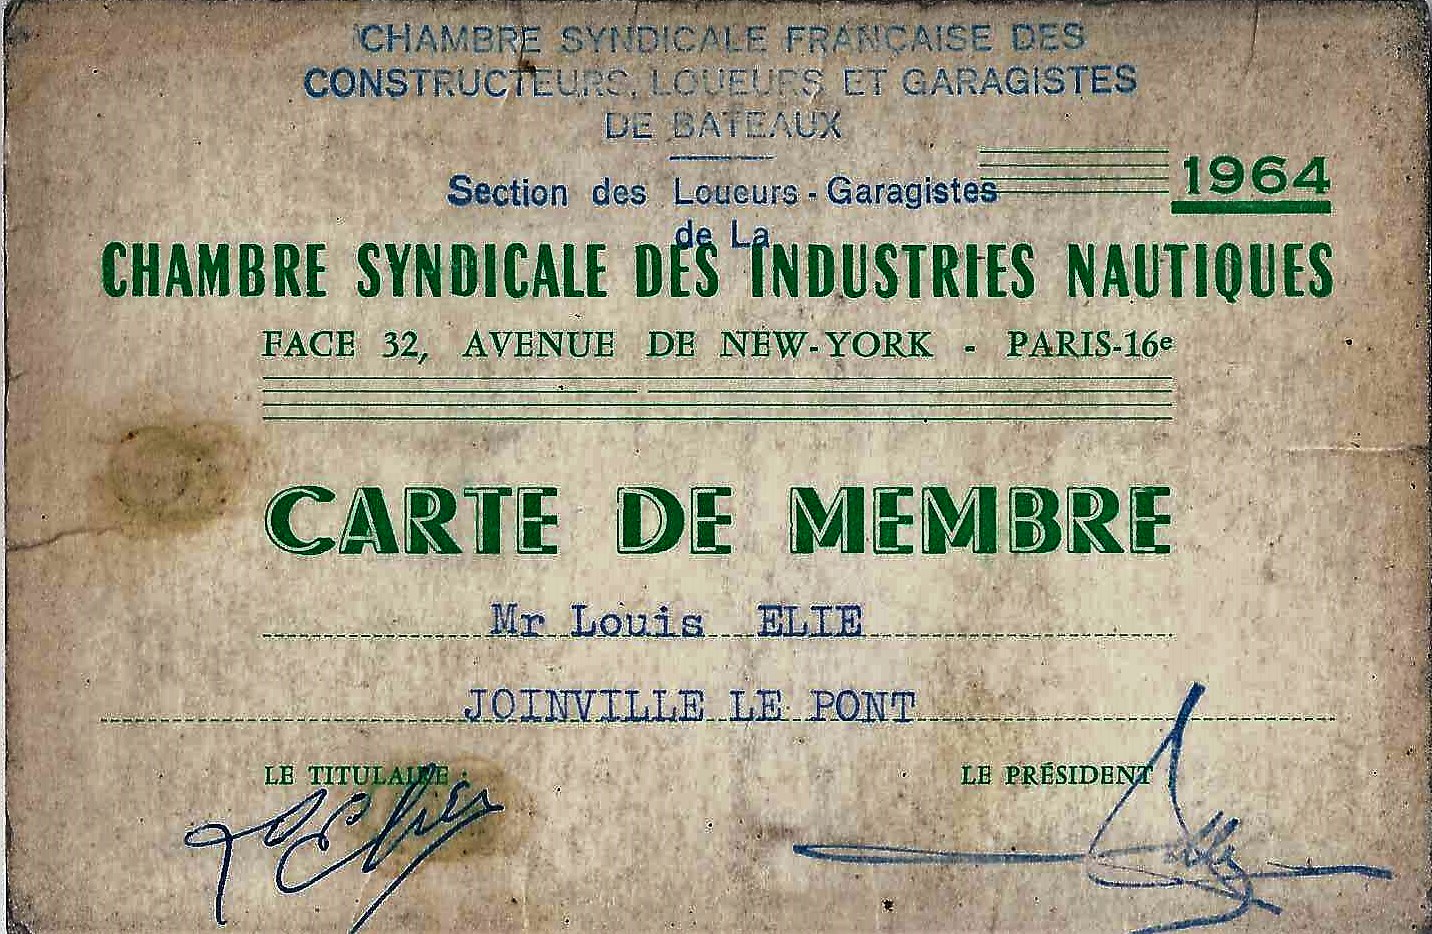 CHAMBRE SYNDICALE FRANÇAISE DES
CONSTRUCTEURS, LOUEURS ET GARAGISTES
DE BATEAUX
Section des Loueurs - Garagistes
1964
de La
CHAMBRE SYNDICALE DES INDUSTRIES NAUTIQUES
FACE 32, AVENUE DE NEW-YORK - PARIS-16e
CARTE DE MEMBRE
Mr Louis ELIE
JOINVILLE LE PONT
LE TITULAIRE :
LE PRÉSIDENT